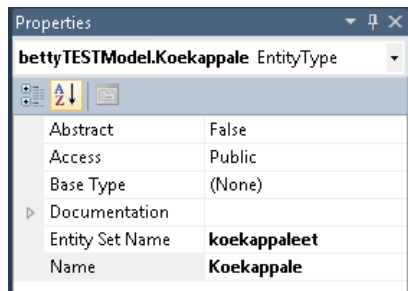 Properties
bettyTESTModel.Koekappale EntityType
Abstract False
Access Public
Base Type (None)
Documentation
Entity Set Name koekappaleet
Name Koekappale